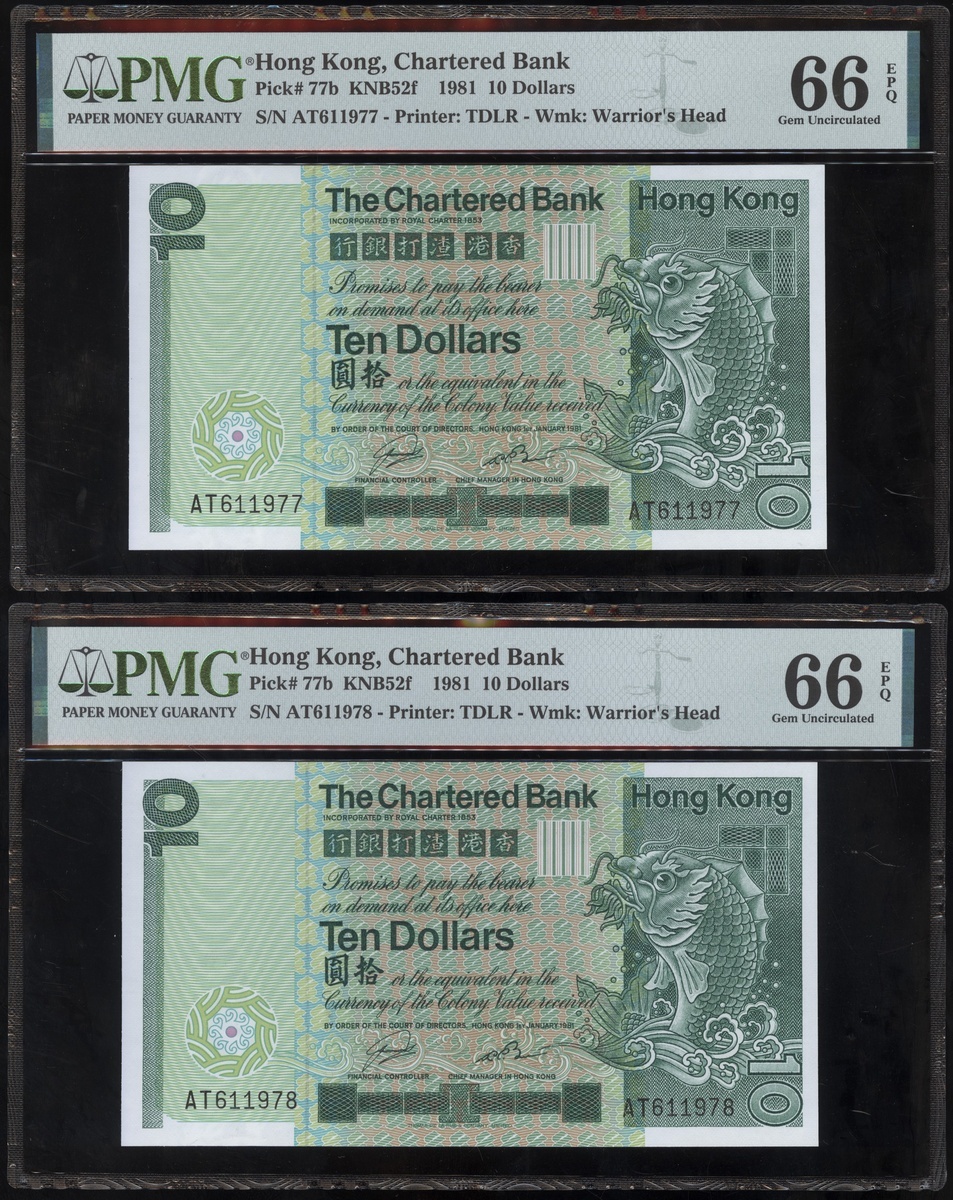 PMG®
PAPER MONEY GUARANTY
Hong Kong, Chartered Bank
Pick# 77b KNB52f 1981 10 Dollars
S/N AT611977 - Printer: TDLR - Wmk: Warrior's Head
66 EPQ
Gem Uncirculated
10
The Chartered Bank
Hong Kong
INCORPORATED BY ROYAL CHARTER 1853
行銀打渣港香
Promises to pay the bearer
on demand at its office here
Ten Dollars
圓拾 or the equivalent in the
Currency of the Colony. Value received
BY ORDER OF THE COURT OF DIRECTORS, HONG KONG 1ST JANUARY 1981
FINANCIAL CONTROLLER CHIEF MANAGER IN HONG KONG
AT611977
AT611977
10
PMG®
PAPER MONEY GUARANTY
Hong Kong, Chartered Bank
Pick# 77b KNB52f 1981 10 Dollars
S/N AT611978 - Printer: TDLR - Wmk: Warrior's Head
66 EPQ
Gem Uncirculated
10
The Chartered Bank
Hong Kong
INCORPORATED BY ROYAL CHARTER 1853
行銀打渣港香
Promises to pay the bearer
on demand at its office here
Ten Dollars
圓拾 or the equivalent in the
Currency of the Colony Value received
BY ORDER OF THE COURT OF DIRECTORS, HONG KONG 1ST JANUARY 1981
FINANCIAL CONTROLLER CHIEF MANAGER IN HONG KONG
AT611978
AT611978
10